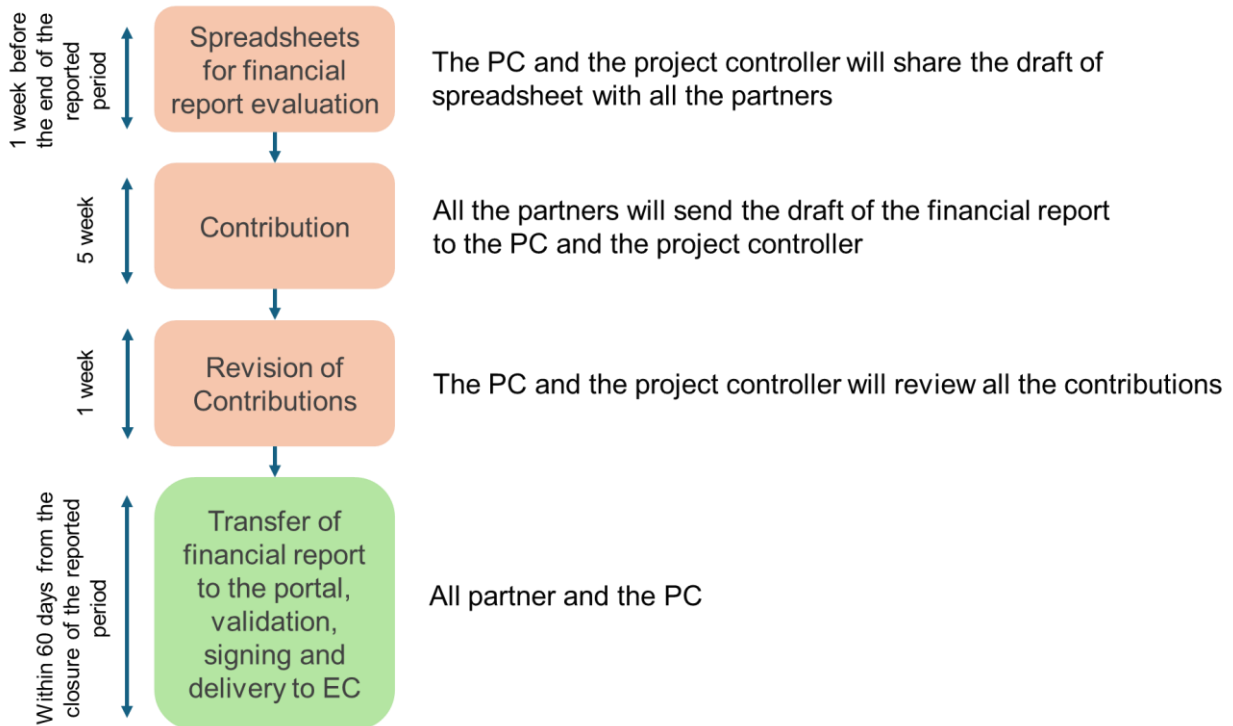 1 week before
the end of the
reported
period
Spreadsheets
for financial
report evaluation
The PC and the project controller will share the draft of
spreadsheet with all the partners
5 week
Contribution
All the partners will send the draft of the financial report
to the PC and the project controller
1 week
Revision of
Contributions
The PC and the project controller will review all the contributions
Within 60 days from the
closure of the reported
period
Transfer of
financial report
to the portal,
validation,
signing and
delivery to EC
All partner and the PC